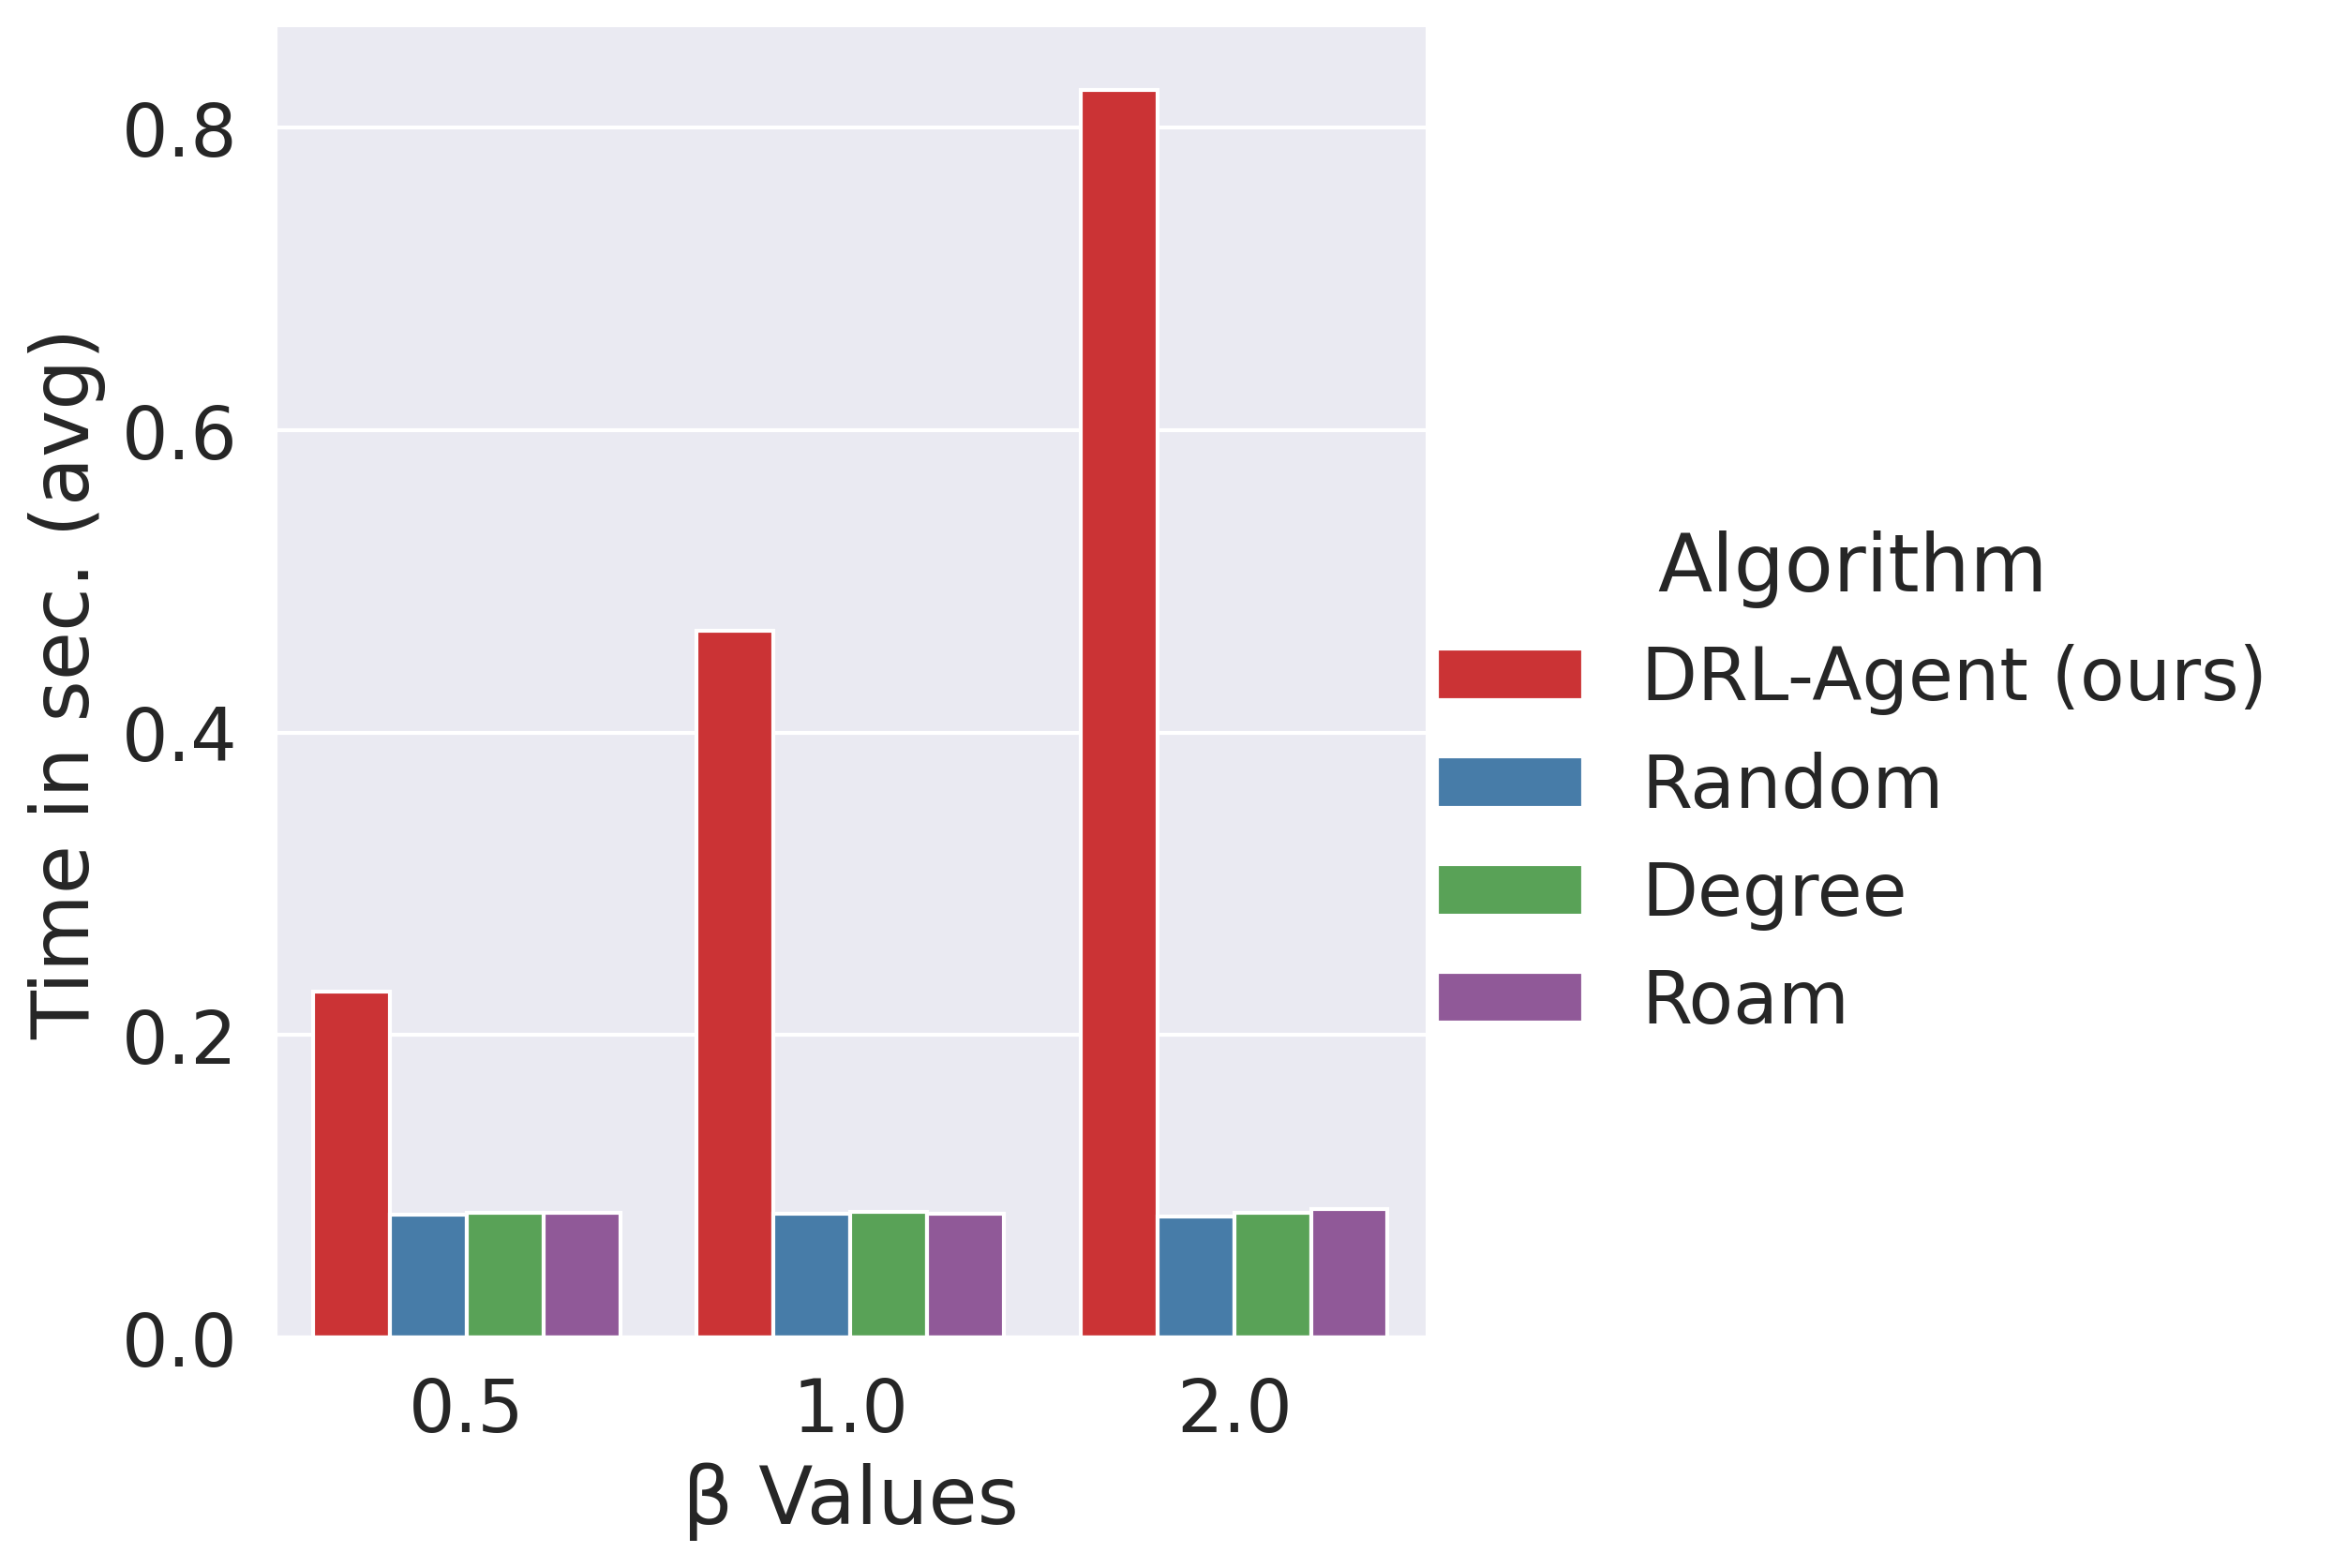 Time in sec. (avg)
0.8
0.6
0.4
0.2
0.0
0.5
1.0
2.0
β Values
Algorithm
DRL-Agent (ours)
Random
Degree
Roam